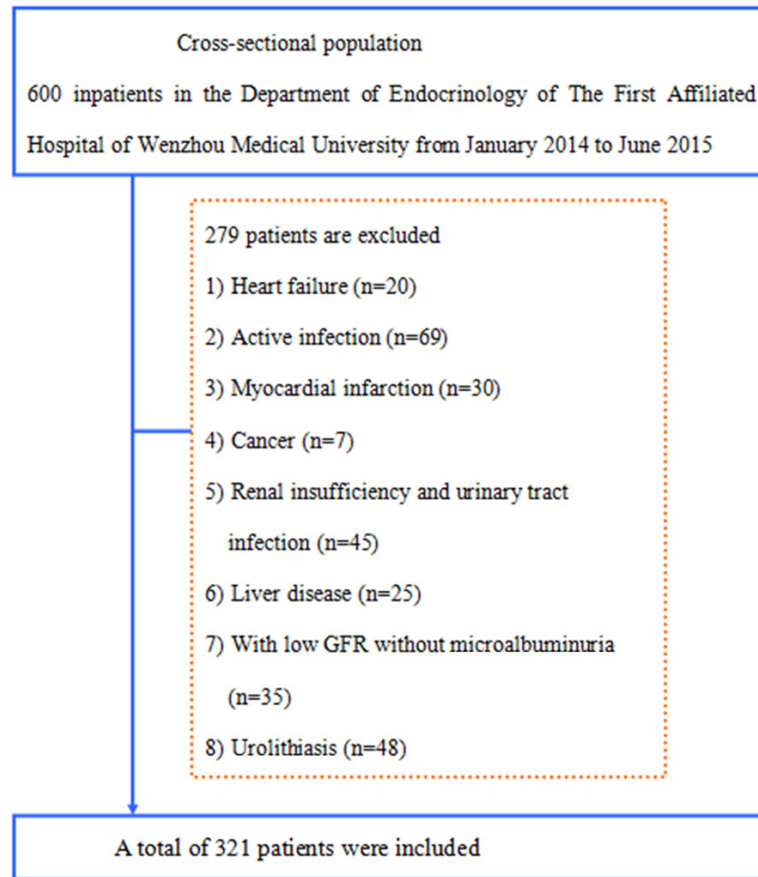 Cross-sectional population
600 inpatients in the Department of Endocrinology of The First Affiliated
Hospital of Wenzhou Medical University from January 2014 to June 2015
279 patients are excluded
1) Heart failure (n=20)
2) Active infection (n=69)
3) Myocardial infarction (n=30)
4) Cancer (n=7)
5) Renal insufficiency and urinary tract
infection (n=45)
6) Liver disease (n=25)
7) With low GFR without microalbuminuria
(n=35)
8) Urolithiasis (n=48)
A total of 321 patients were included